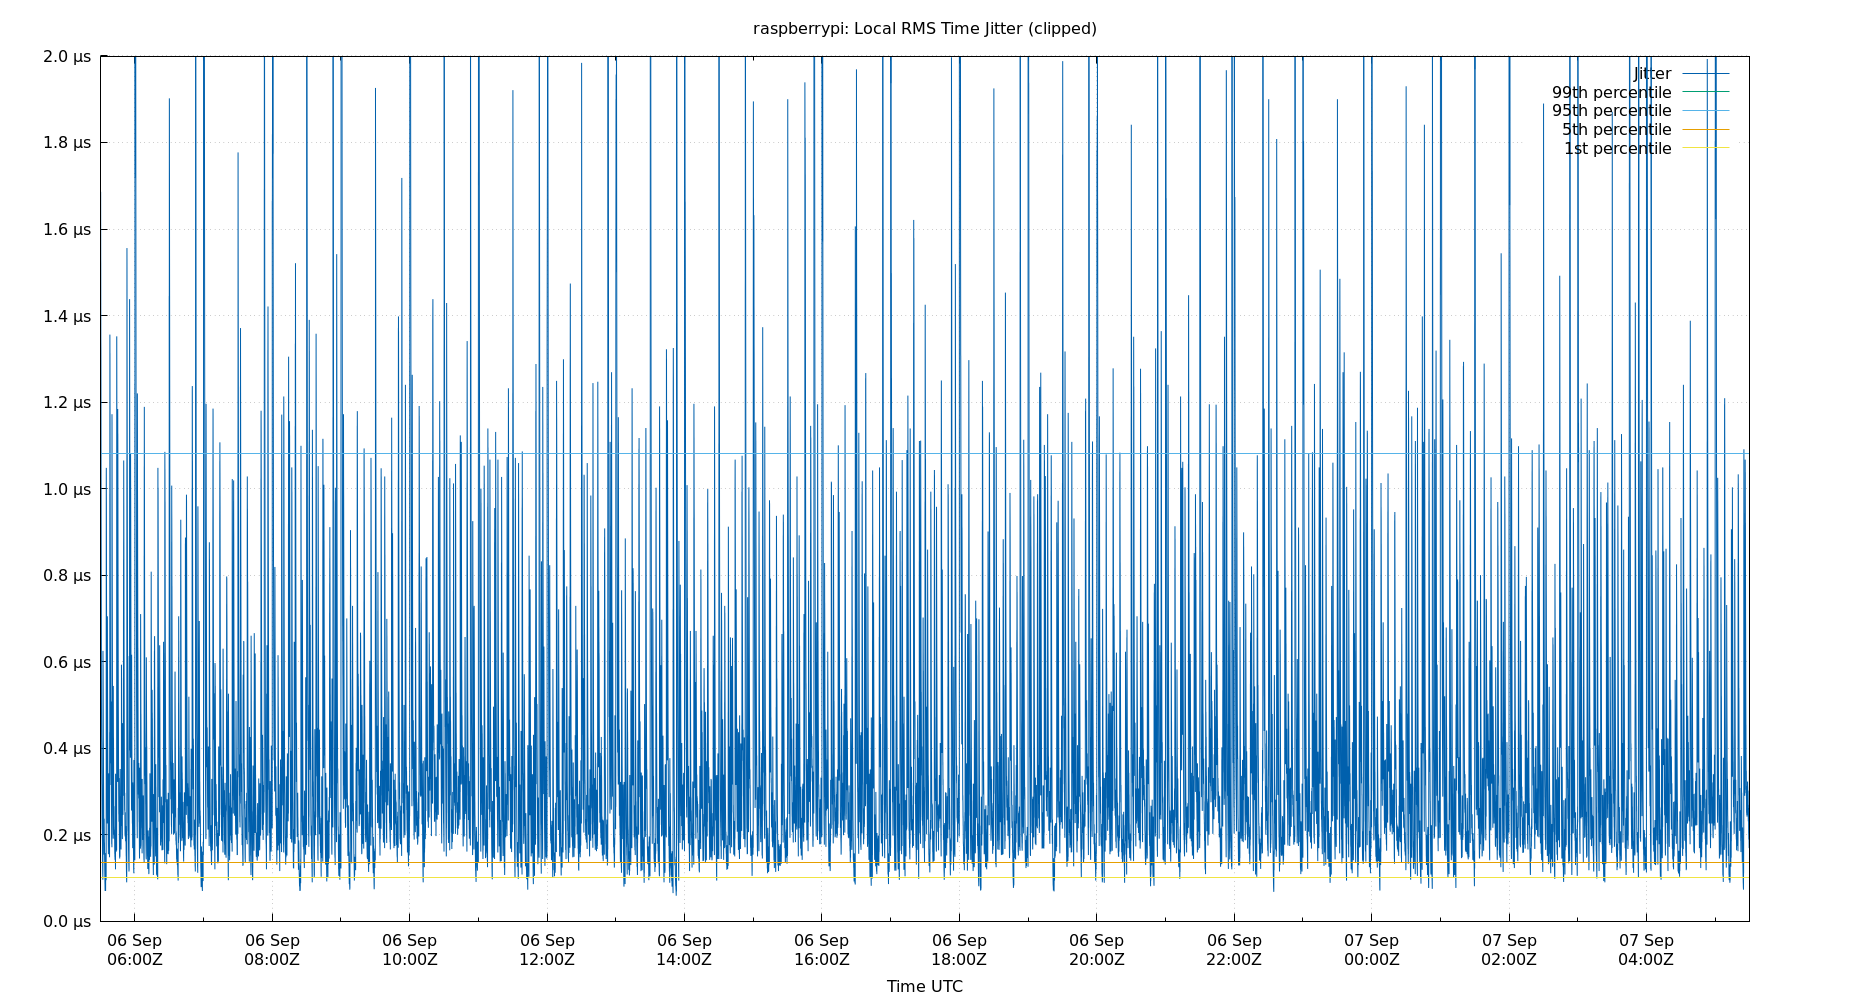 raspberrypi: Local RMS Time Jitter (clipped)
2.0 µs
1.8 µs
1.6 µs
1.4 µs
1.2 µs
1.0 µs
0.8 µs
0.6 µs
0.4 µs
0.2 µs
0.0 µs
Jitter
99th percentile
95th percentile
5th percentile
1st percentile
06 Sep 06 Sep 06 Sep 06 Sep 06 Sep 06 Sep 06 Sep 06 Sep 06 Sep 07 Sep 07 Sep 07 Sep
06:00Z 08:00Z 10:00Z 12:00Z 14:00Z 16:00Z 18:00Z 20:00Z 22:00Z 00:00Z 02:00Z 04:00Z
Time UTC